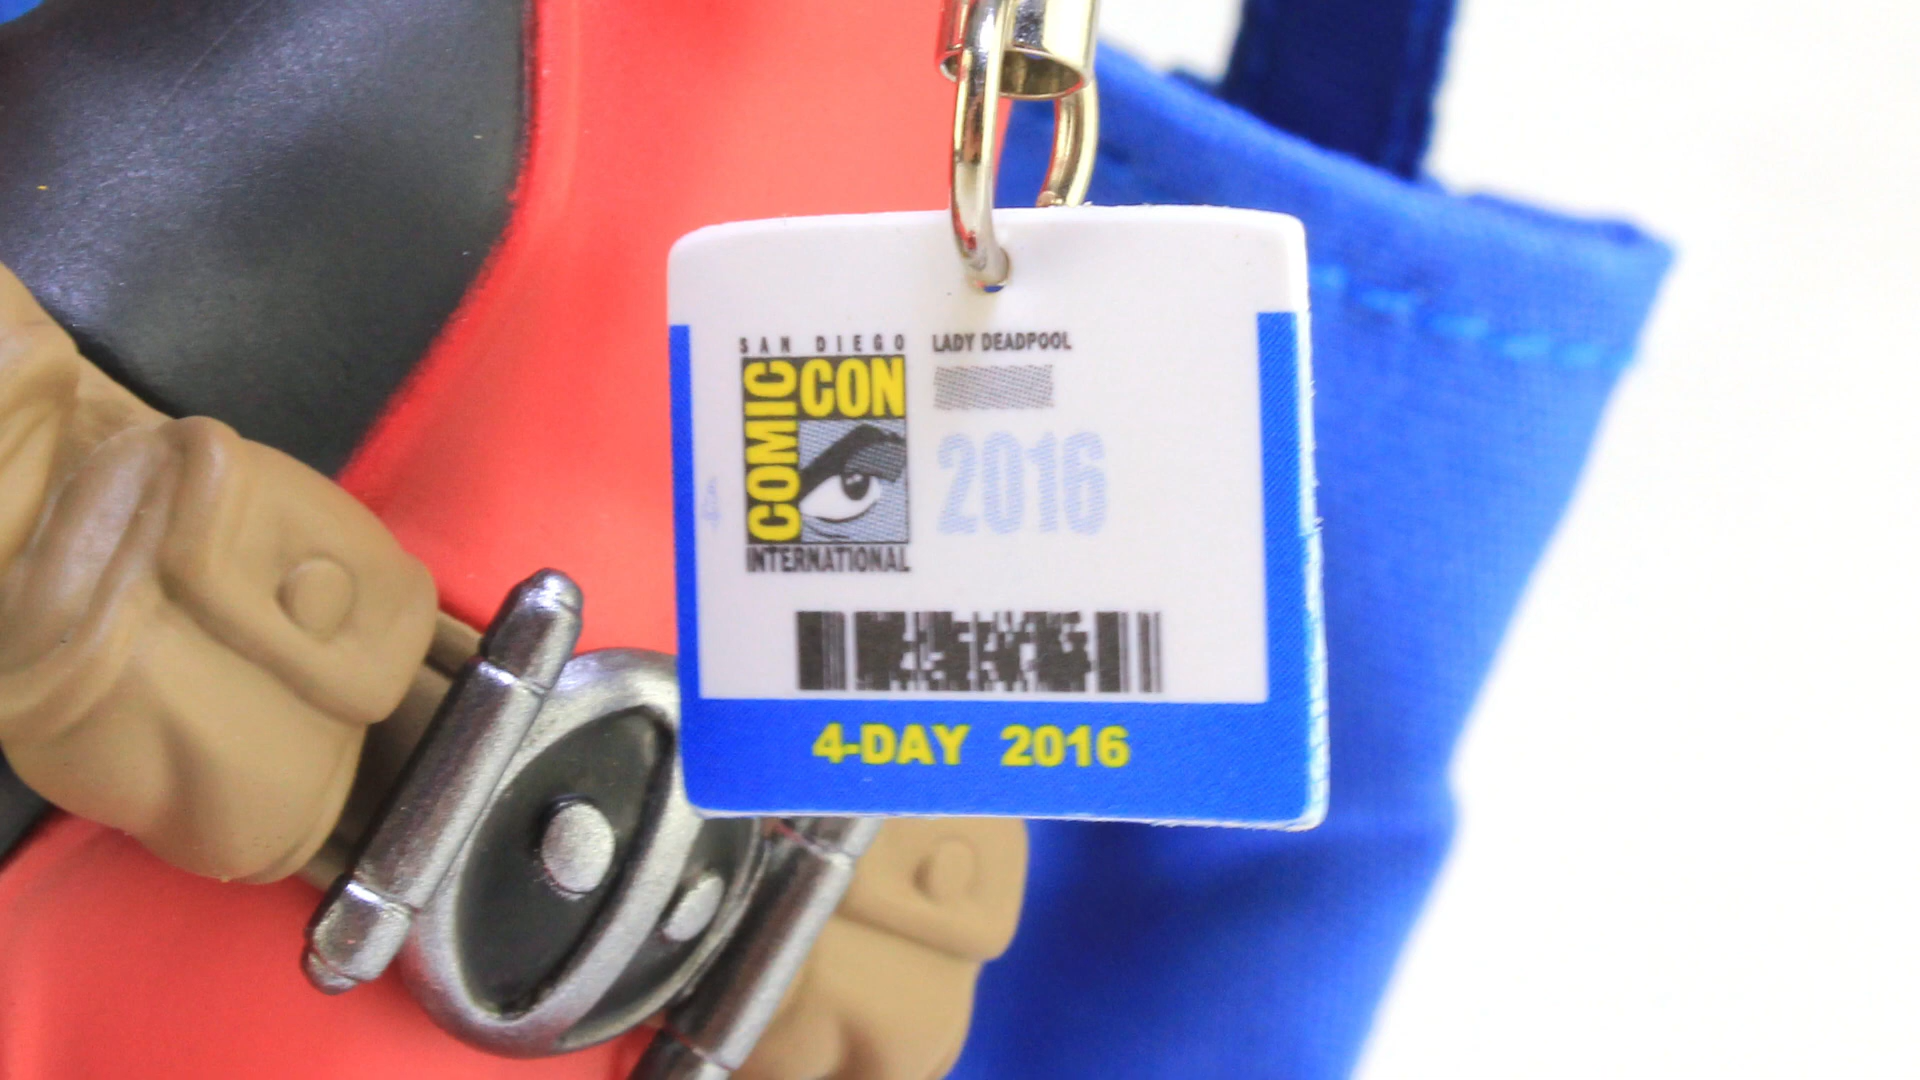 SAN DIEGO
COMIC
CON
INTERNATIONAL
LADY DEADPOOL
2016
4-DAY 2016